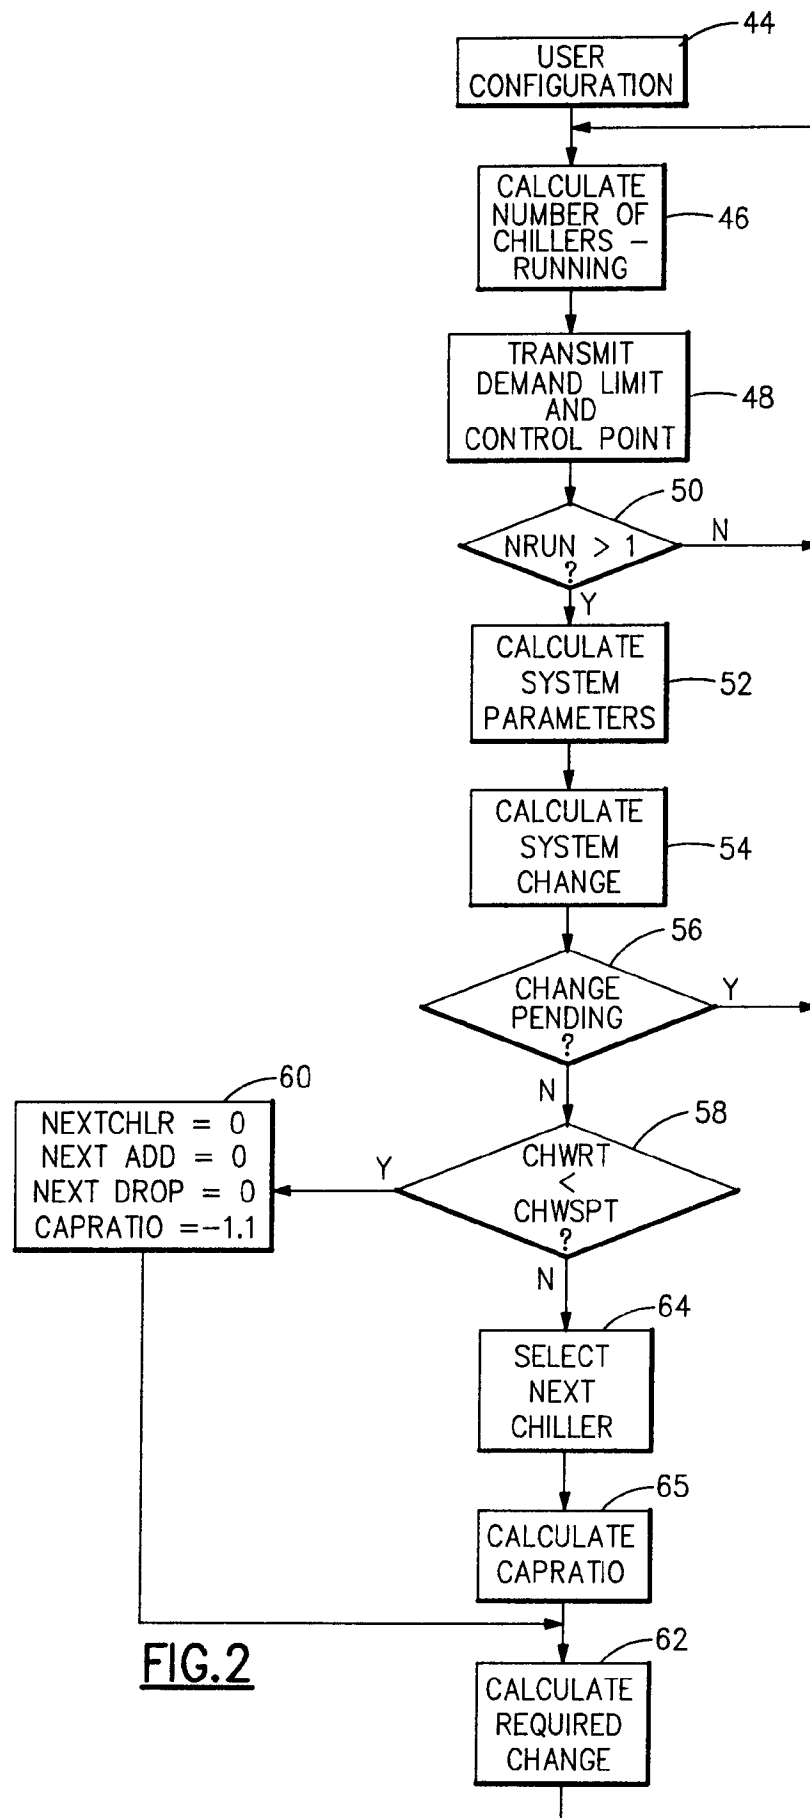 44
USER
CONFIGURATION
CALCULATE
NUMBER OF
CHILLERS –
RUNNING
46
TRANSMIT
DEMAND LIMIT
AND
CONTROL POINT
48
50
NRUN > 1
?
N
Y
CALCULATE
SYSTEM
PARAMETERS
52
CALCULATE
SYSTEM
CHANGE
54
56
CHANGE
PENDING
?
Y
N
60
NEXTCHLR = 0
NEXT ADD = 0
NEXT DROP = 0
CAPRATIO =-1.1
58
CHWRT
<
CHWSPT
?
Y
N
64
SELECT
NEXT
CHILLER
65
CALCULATE
CAPRATIO
62
CALCULATE
REQUIRED
CHANGE
FIG.2